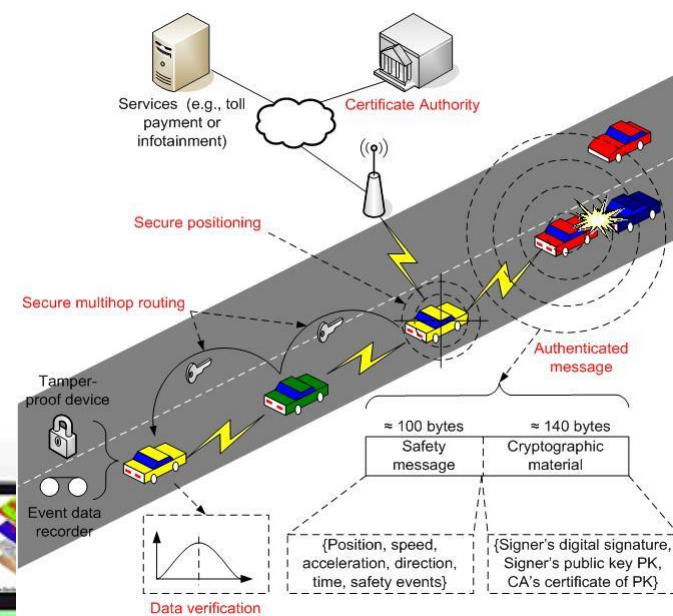 Services (e.g., toll
payment or
infotainment)
Certificate Authority
Secure positioning
Secure multihop routing
Tamper-
proof device
Event data
recorder
Authenticated
message
≈ 100 bytes
≈ 140 bytes
Safety
message
Cryptographic
material
{Position, speed,
acceleration, direction,
time, safety events}
{Signer's digital signature,
Signer's public key PK,
CA's certificate of PK}
Data verification